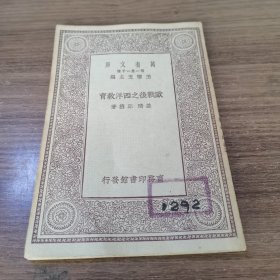 萬有文庫
第一集一千種
王雲五主編
歐戰後之西洋教育
商務印書館發行
1292